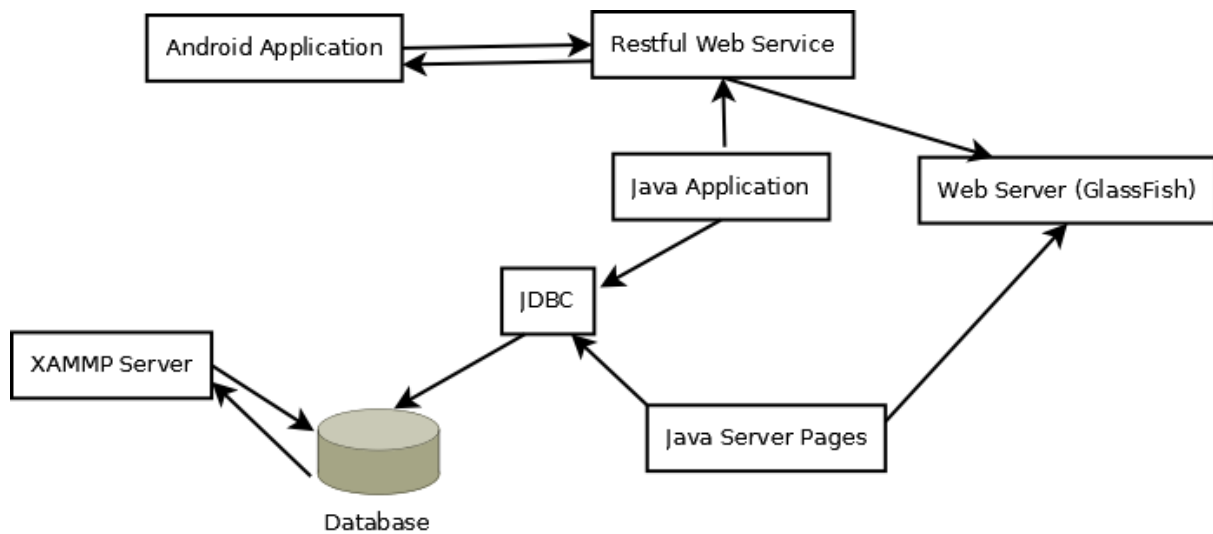 Android Application
Restful Web Service
Java Application
Web Server (GlassFish)
JDBC
XAMMP Server
Java Server Pages
Database